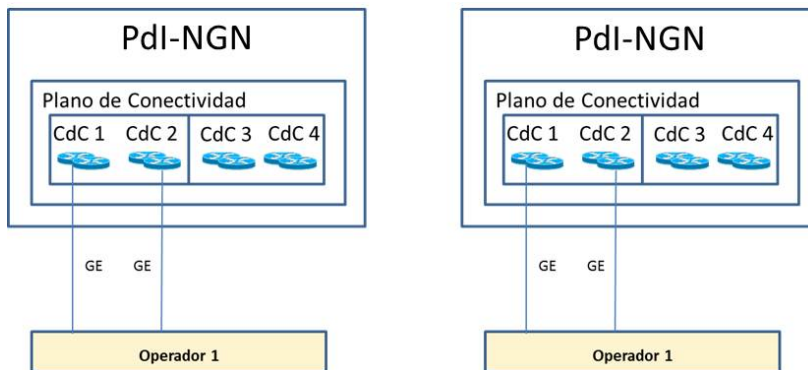 PdI-NGN
Plano de Conectividad
CdC 1 CdC 2 CdC 3 CdC 4
GE GE
Operador 1
PdI-NGN
Plano de Conectividad
CdC 1 CdC 2 CdC 3 CdC 4
GE GE
Operador 1